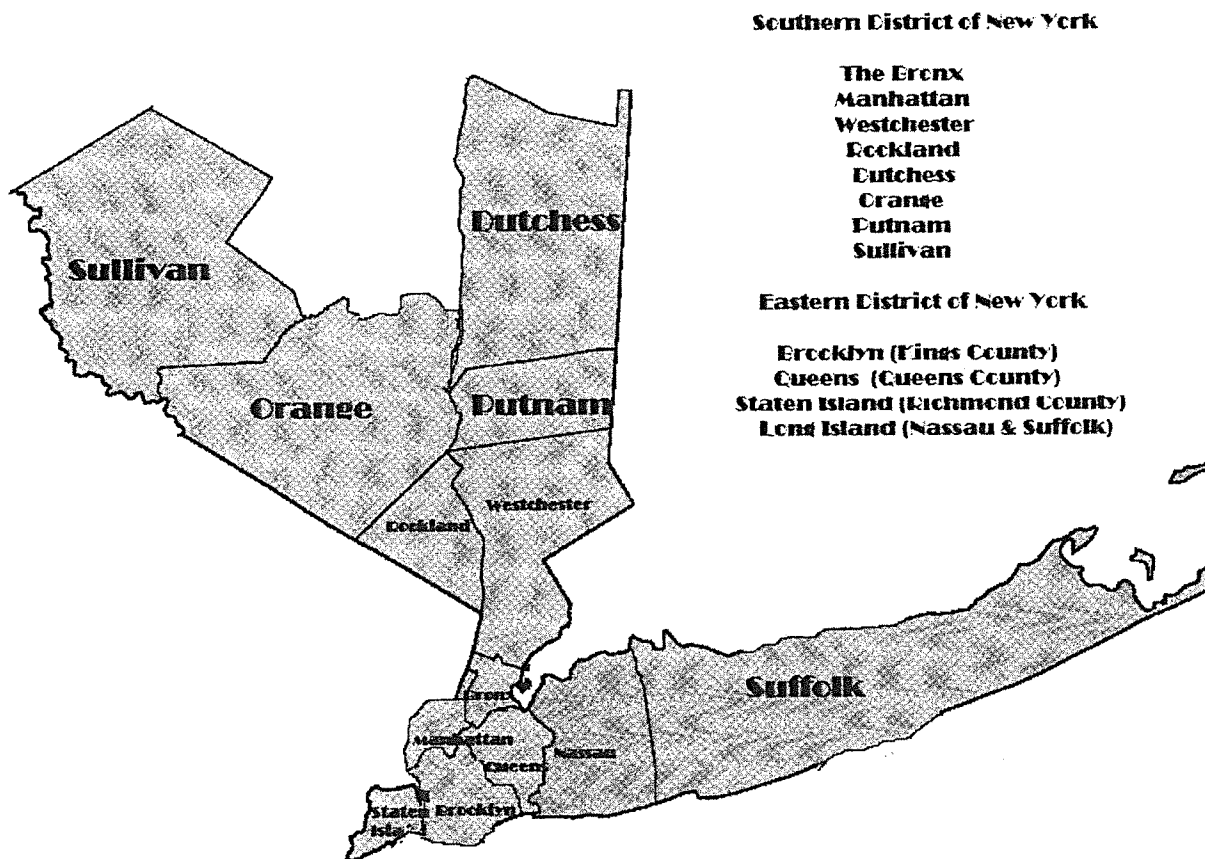 Southern District of New York
The Bronx
Manhattan
Westchester
Rockland
Dutchess
Orange
Putnam
Sullivan
Eastern District of New York
Brooklyn (Kings County)
Queens (Queens County)
Staten Island (Richmond County)
Long Island (Nassau & Suffolk)
Dutchess
Sullivan
Orange
Putnam
Westchester
Rockland
Suffolk
Bronx
Manhattan
Nassau
Queens
Staten
Isla
Brooklyn